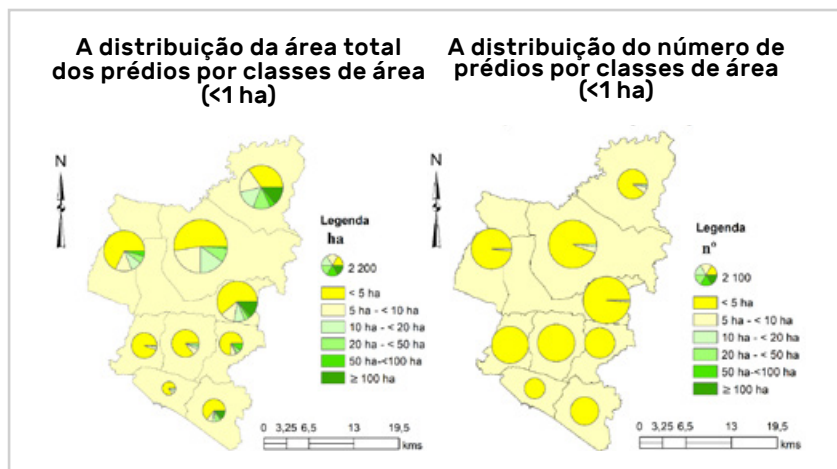 A distribuição da área total
dos prédios por classes de área
(<1 ha)
N
Legenda
ha
2 200
< 5 ha
5 ha - < 10 ha
10 ha - < 20 ha
20 ha - < 50 ha
50 ha-<100 ha
≥ 100 ha
0 3,25 6,5 13 19,5
kms
A distribuição do número de
prédios por classes de área
(<1 ha)
N
Legenda
nº
2 100
< 5 ha
5 ha - < 10 ha
10 ha - < 20 ha
20 ha - < 50 ha
50 ha-<100 ha
≥ 100 ha
0 3,25 6,5 13 19,5
kms